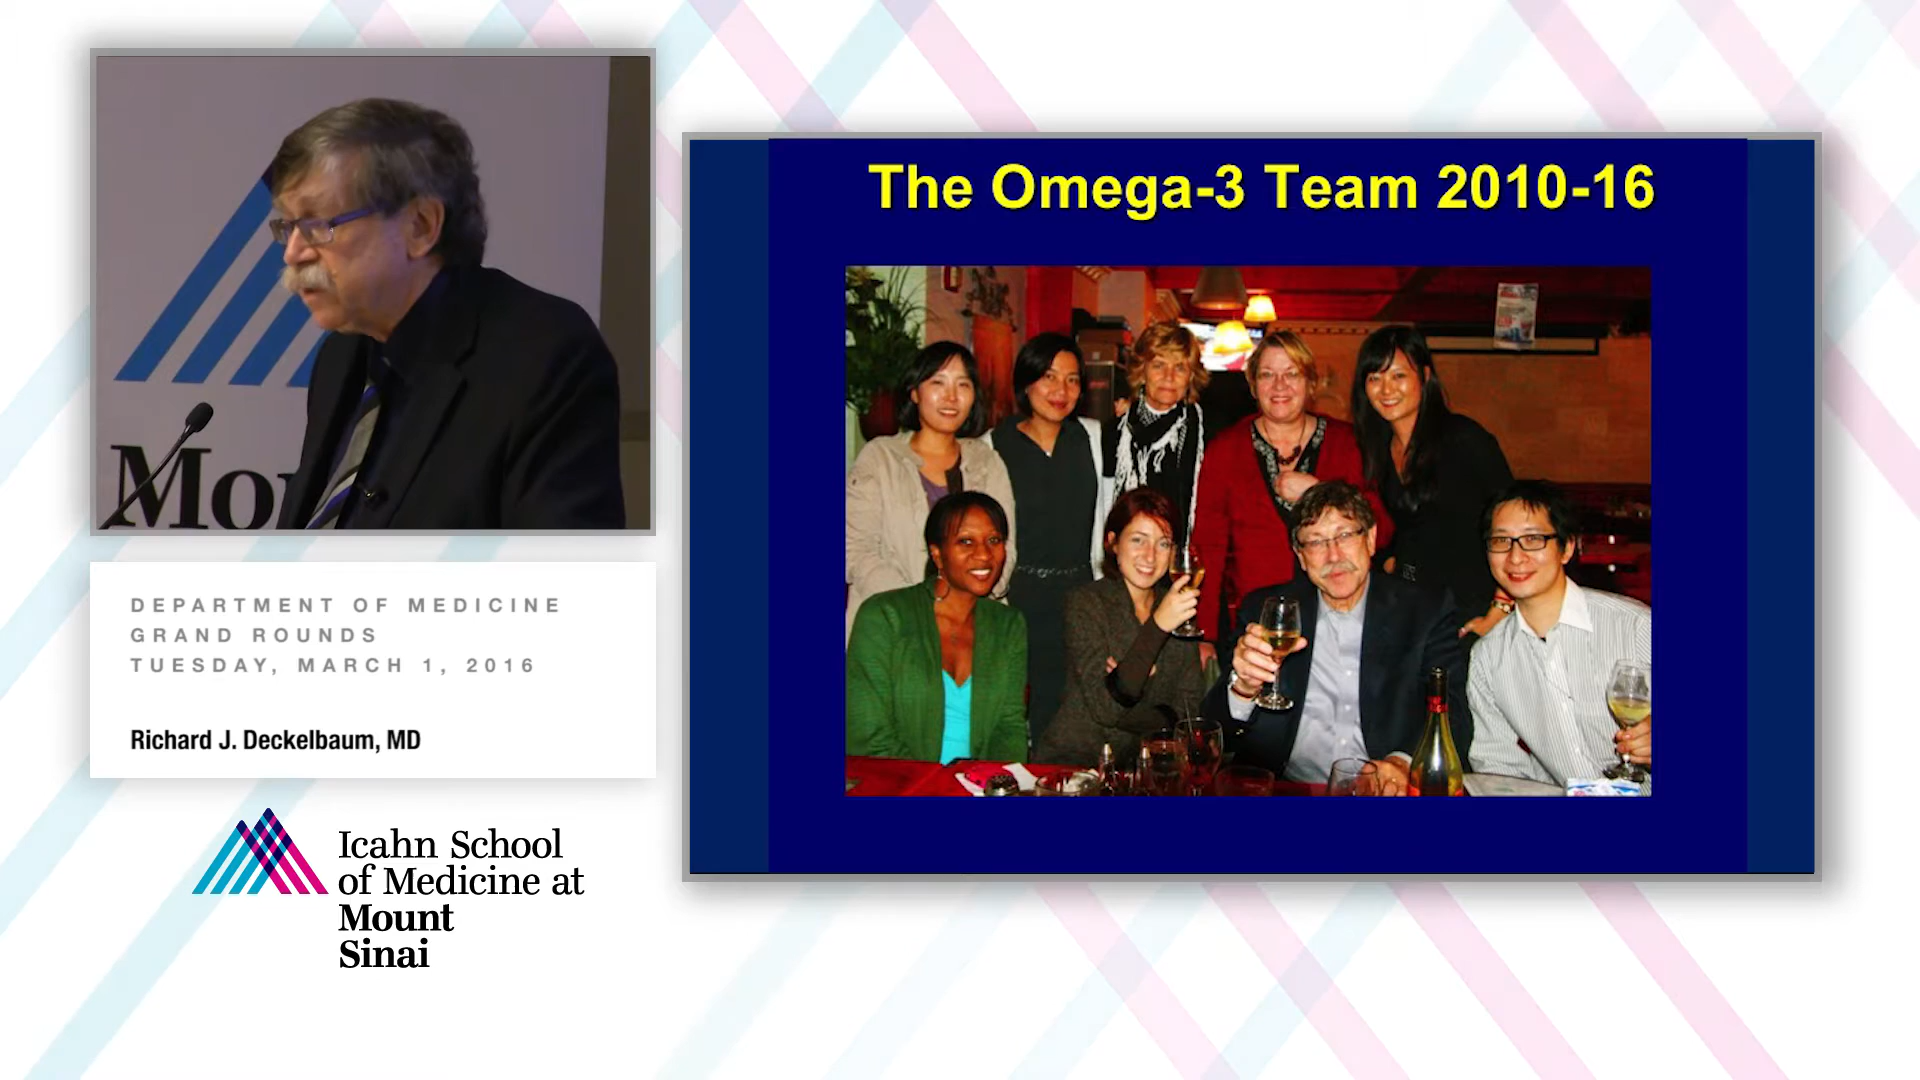 Mou
DEPARTMENT OF MEDICINE
GRAND ROUNDS
TUESDAY, MARCH 1, 2016
Richard J. Deckelbaum, MD
Icahn School
of Medicine at
Mount
Sinai
The Omega-3 Team 2010-16